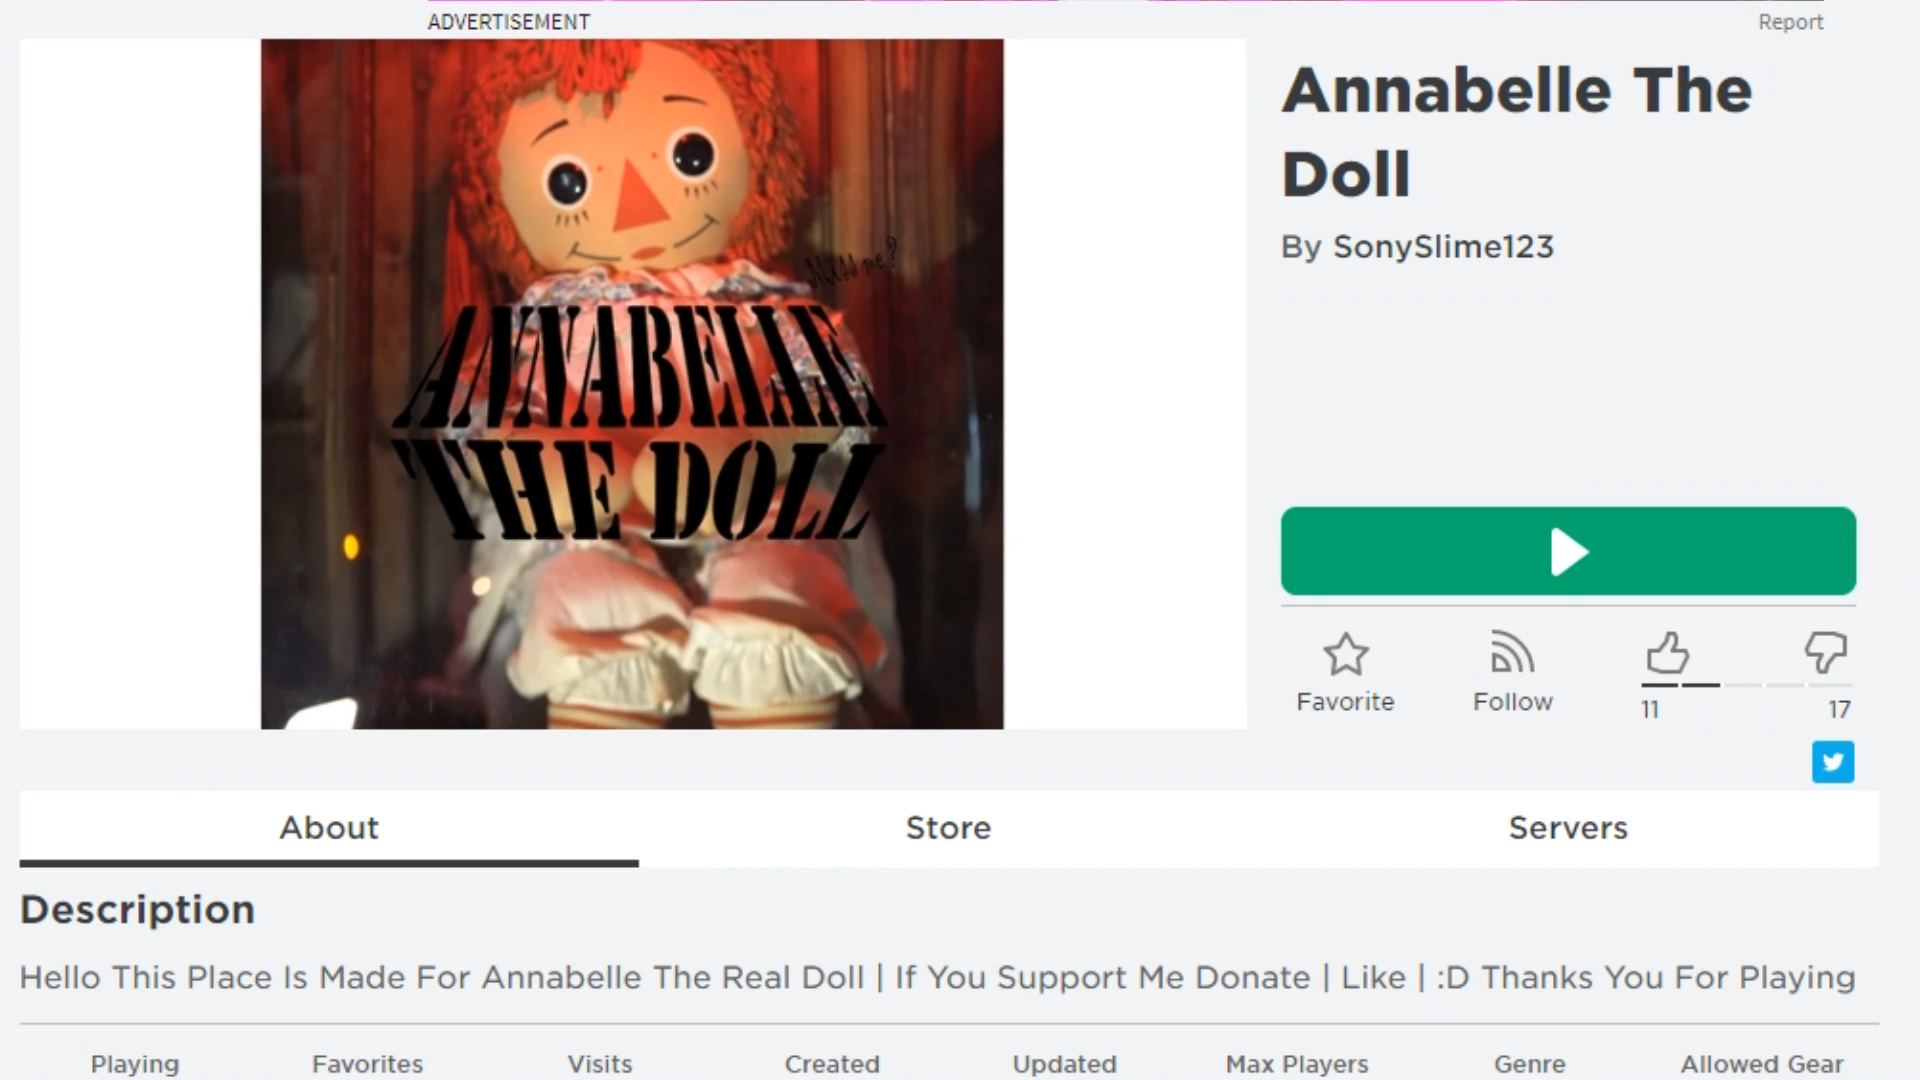 ADVERTISEMENT
Report
Miss me?
ANNABELLE
THE DOLL
Annabelle The
Doll
By SonySlime123
Favorite
Follow
11
17
About
Store
Servers
Description
Hello This Place Is Made For Annabelle The Real Doll | If You Support Me Donate | Like | :D Thanks You For Playing
Playing
Favorites
Visits
Created
Updated
Max Players
Genre
Allowed Gear